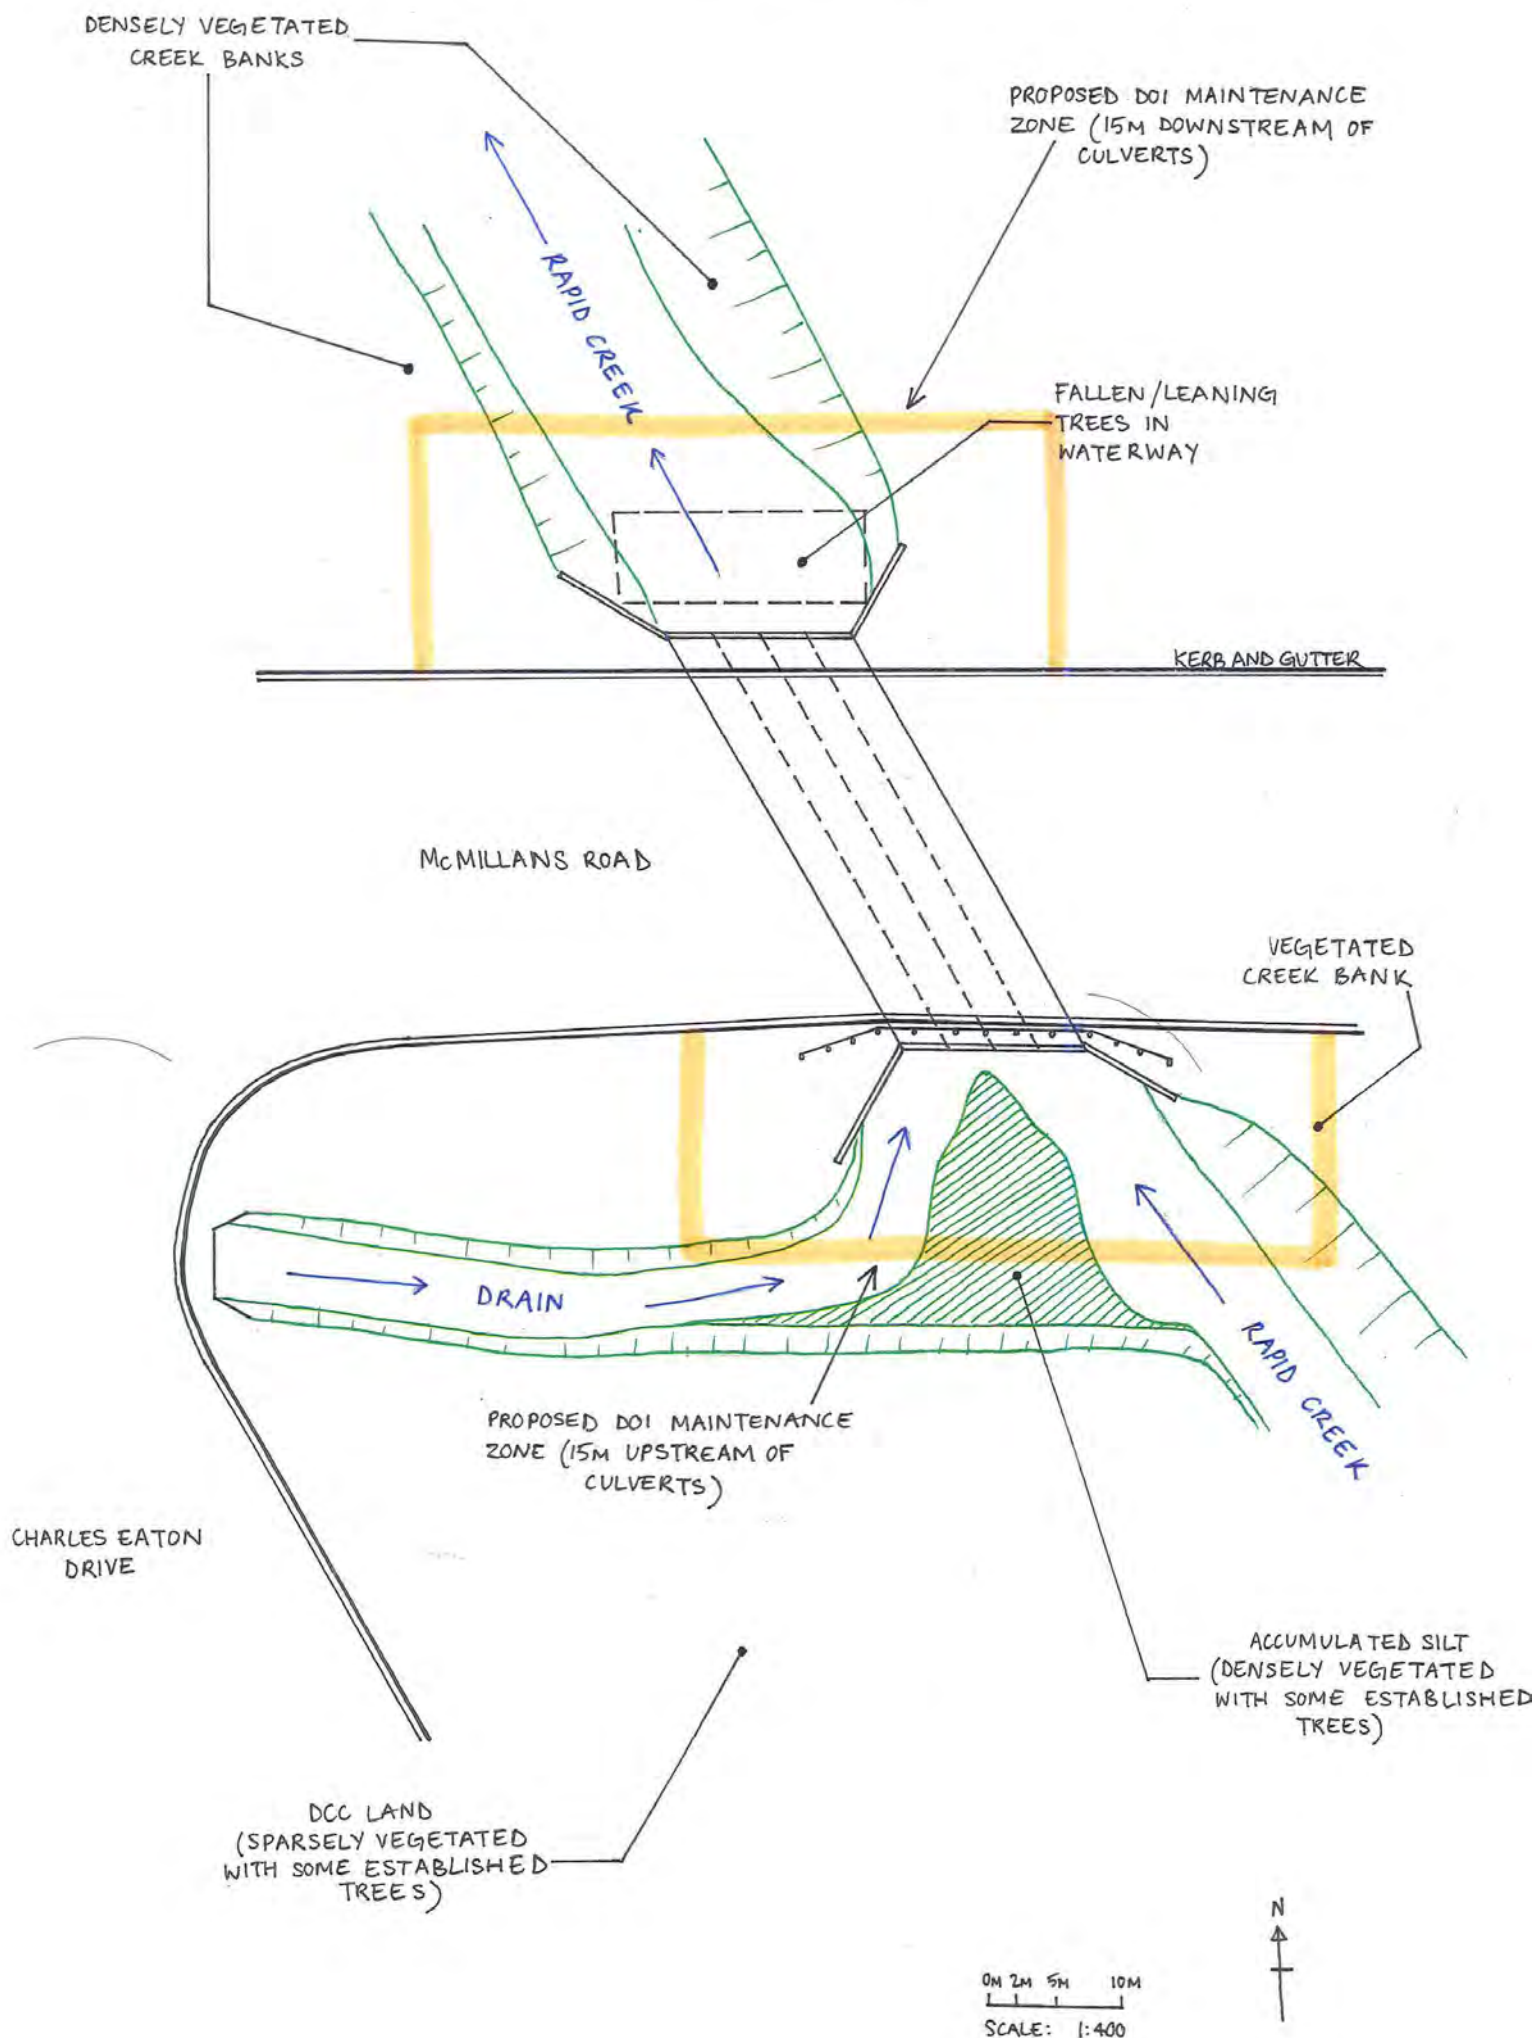 DENSELY VEGETATED
CREEK BANKS
PROPOSED DOI MAINTENANCE
ZONE (15M DOWNSTREAM OF
CULVERTS)
RAPID CREEK
FALLEN/LEANING
TREES IN
WATERWAY
KERB AND GUTTER
McMILLANS ROAD
VEGETATED
CREEK BANK
DRAIN
RAPID CREEK
PROPOSED DOI MAINTENANCE
ZONE (15M UPSTREAM OF
CULVERTS)
CHARLES EATON
DRIVE
ACCUMULATED SILT
(DENSELY VEGETATED
WITH SOME ESTABLISHED
TREES)
DCC LAND
(SPARSELY VEGETATED
WITH SOME ESTABLISHED
TREES)
N
0M 2M 5M 10M
SCALE: 1:400